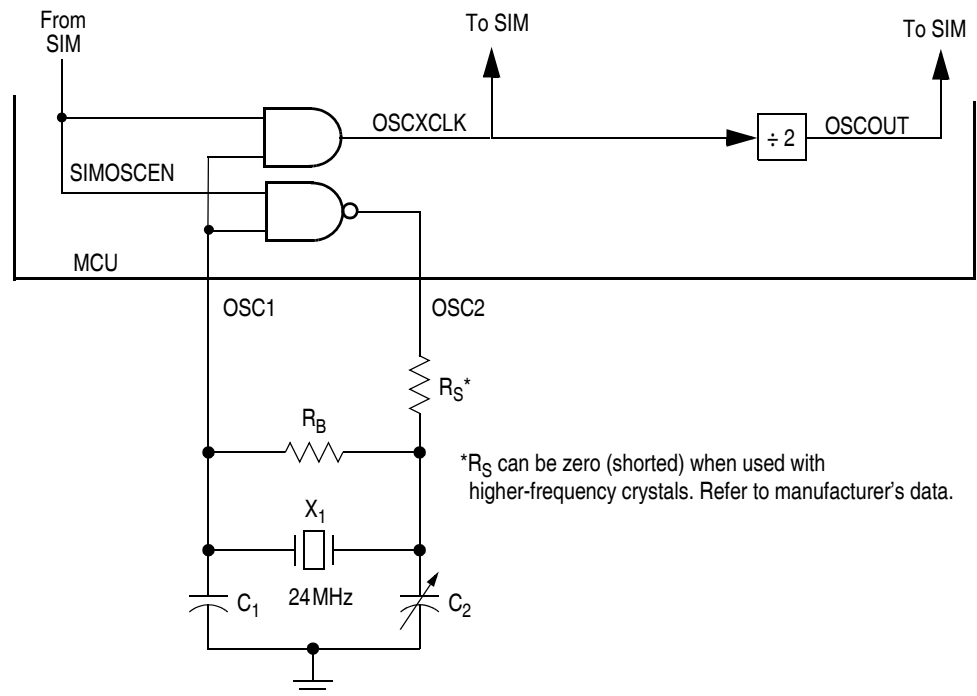 From
SIM
To SIM
To SIM
OSCXCLK
÷ 2
OSCOUT
SIMOSCEN
MCU
OSC1
OSC2
RS*
RB
*RS can be zero (shorted) when used with
higher-frequency crystals. Refer to manufacturer's data.
X1
C1
24MHz
C2